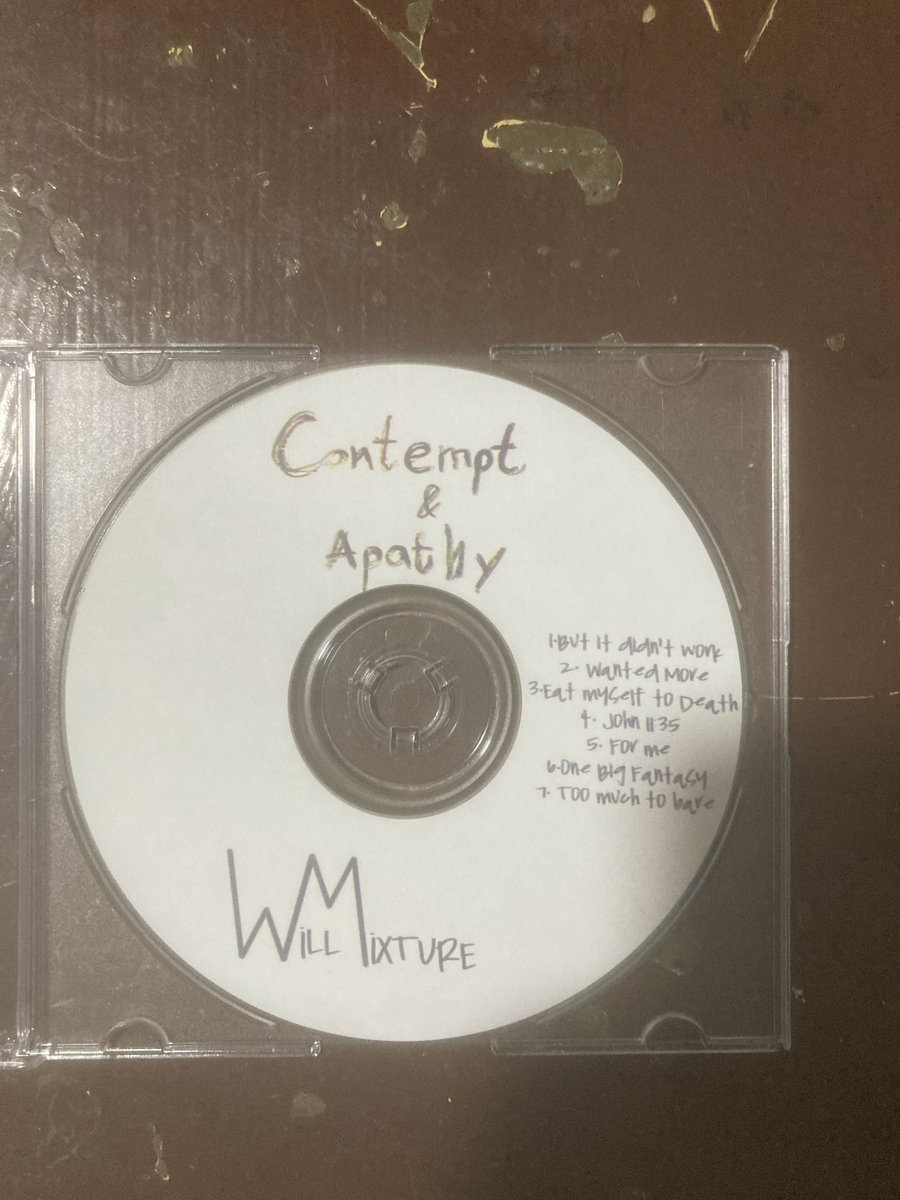 Contempt
&
Apathy
1. But it didn't work
2. Wanted More
3. Eat myself to Death
4. John 11:35
5. For me
6. One Big Fantasy
7. Too much to bare
WILL MIXTURE